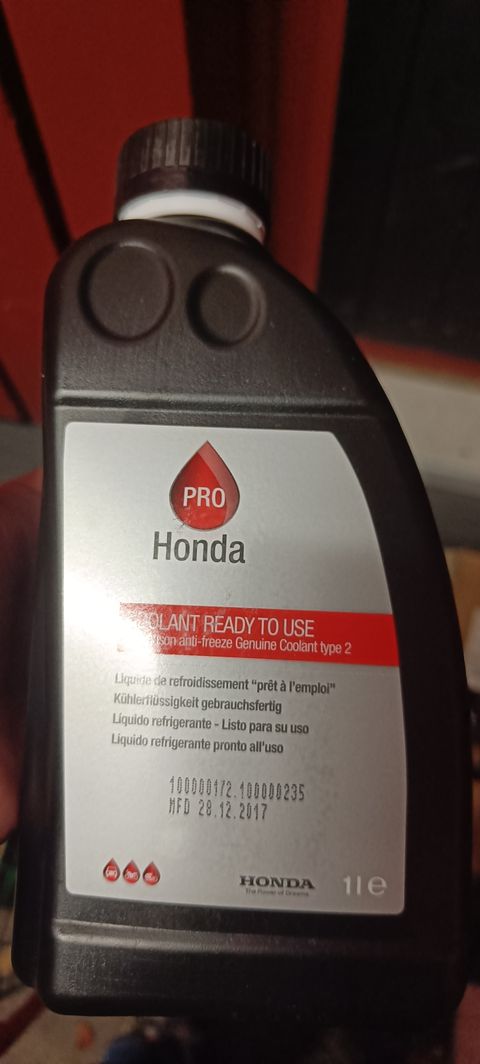 PRO
Honda
COOLANT READY TO USE
anti-freeze Genuine Coolant type 2
Liquide de refroidissement "prêt à l'emploi"
Kühlerflüssigkeit gebrauchsfertig
Líquido refrigerante - Listo para su uso
Liquido refrigerante pronto all'uso
100000172.100000235
MFD 28.12.2017
HONDA
The Power of Dreams
1l e